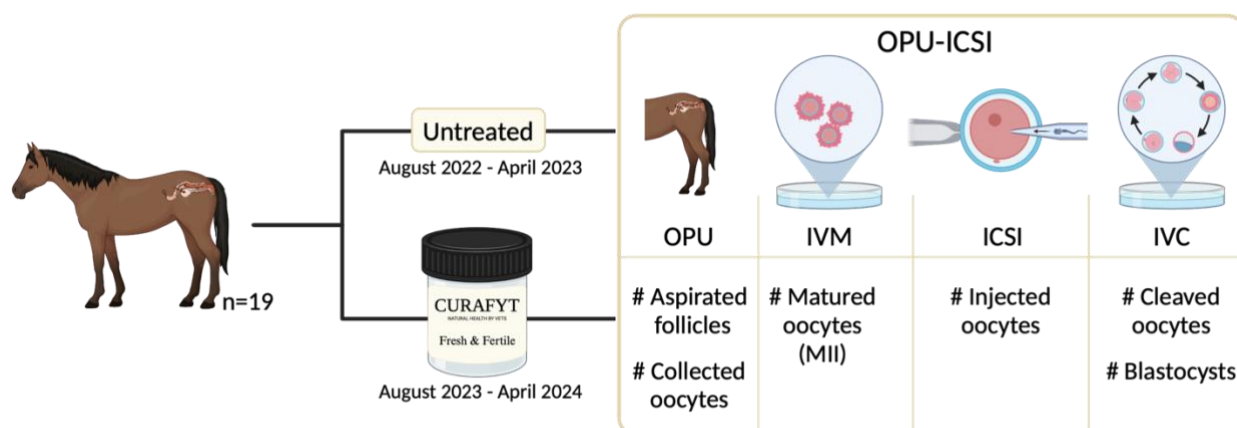 OPU-ICSI
Untreated
August 2022 - April 2023
n=19
CURAFYT
NATURAL HEALTH BY VETS
Fresh & Fertile
August 2023 - April 2024
OPU
IVM
ICSI
IVC
# Aspirated
follicles
# Collected
oocytes
# Matured
oocytes
(MII)
# Injected
oocytes
# Cleaved
oocytes
# Blastocysts